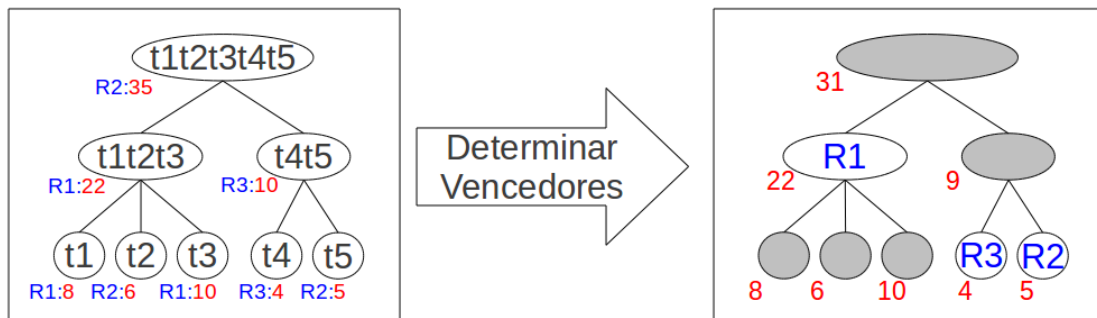 t1t2t3t4t5
R2:35
t1t2t3
t4t5
R1:22
R3:10
t1
t2
t3
t4
t5
R1:8
R2:6
R1:10
R3:4
R2:5
Determinar
Vencedores
31
R1
22
9
R3
R2
8
6
10
4
5